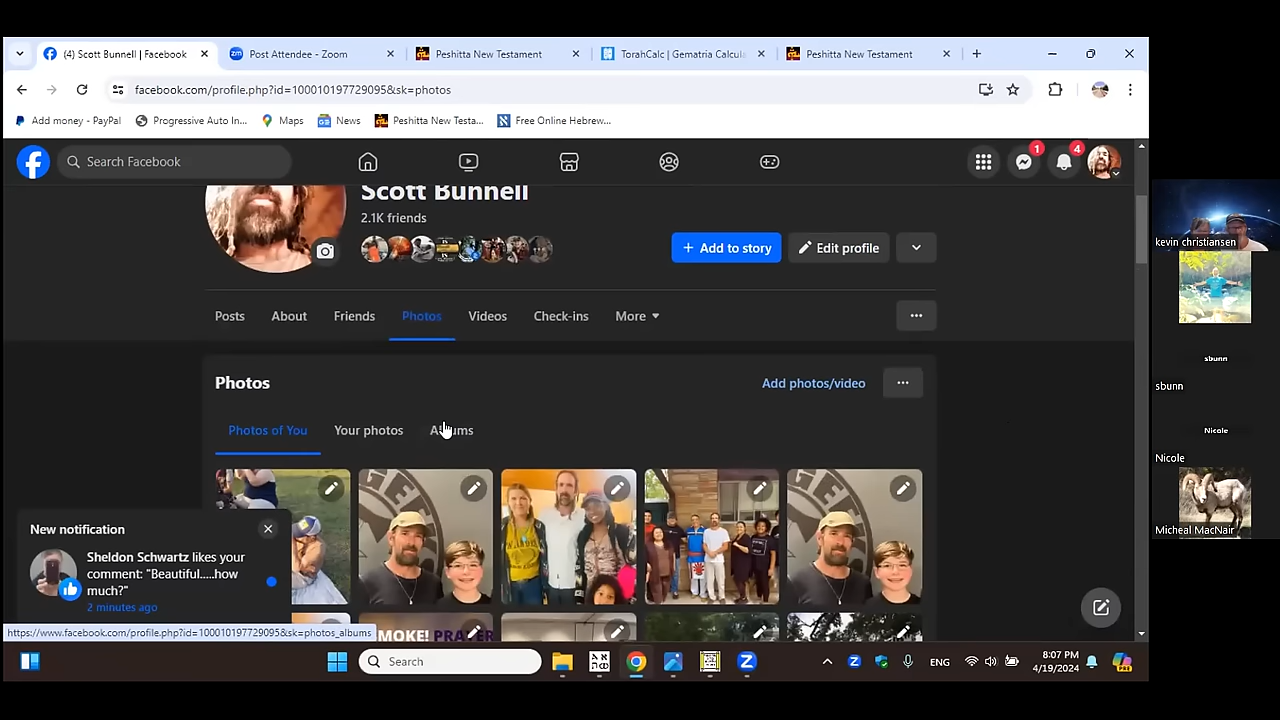 (4) Scott Bunnell | Facebook
Post Attendee - Zoom
Peshitta New Testament
TorahCalc | Gematria Calcul
Peshitta New Testament
facebook.com/profile.php?id=100010197729095&sk=photos
Add money - PayPal
Progressive Auto In...
Maps
News
Peshitta New Testa...
Free Online Hebrew...
Search Facebook
1
4
Scott Bunnell
2.1K friends
+ Add to story
Edit profile
Posts
About
Friends
Photos
Videos
Check-ins
More
Photos
Add photos/video
Photos of You
Your photos
Albums
New notification
Sheldon Schwartz likes your
comment: "Beautiful.....how
much?"
2 minutes ago
MOKE! PRAYER
https://www.facebook.com/profile.php?id=100010197729095&sk=photos_albums
Search
ENG
8:07 PM
4/19/2024
kevin christiansen
sbunn
sbunn
Nicole
Nicole
Micheal MacNair